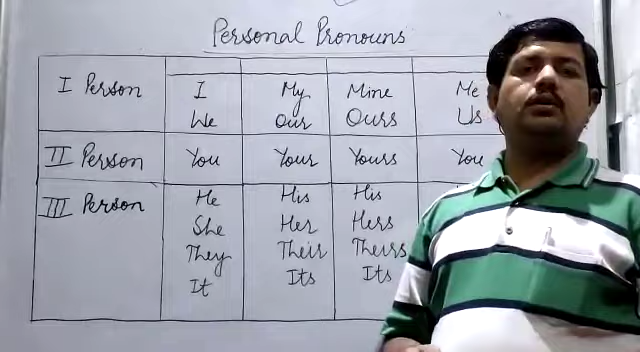 Personal Pronouns
I Person I My Mine Me
We Our Ours Us
II Person You Your Yours You
III Person He His His
She Her Hers
They Their Theirs
It Its Its